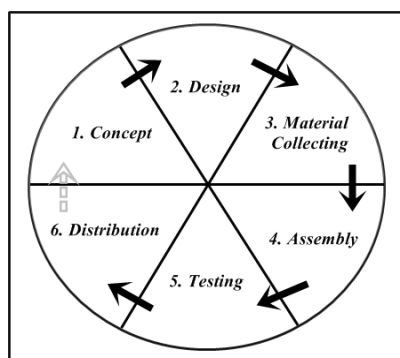 1. Concept
2. Design
3. Material
Collecting
4. Assembly
5. Testing
6. Distribution